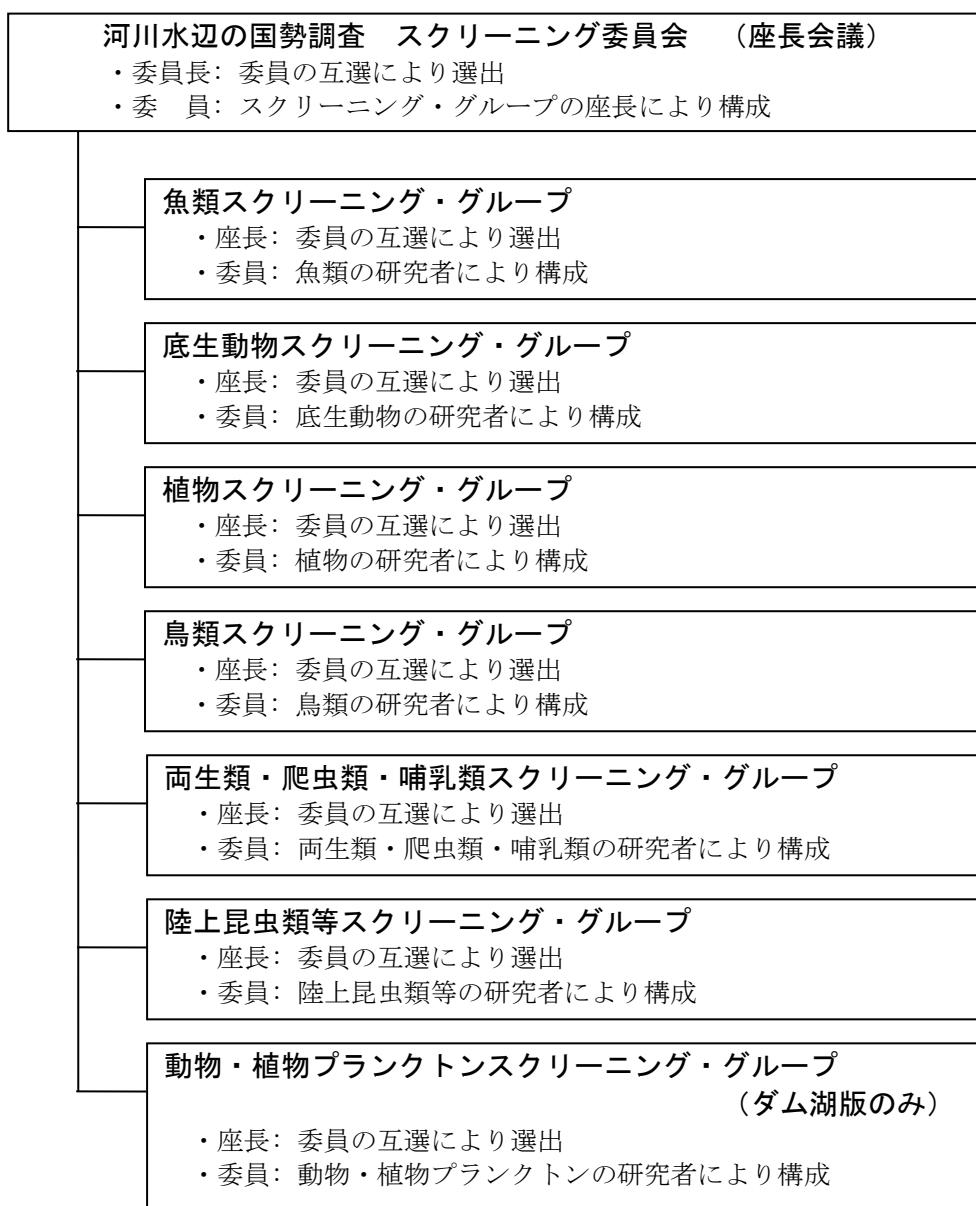 河川水辺の国勢調査　スクリーニング委員会　（座長会議）
・委員長：委員の互選により選出
・委　員：スクリーニング・グループの座長により構成
魚類スクリーニング・グループ
・座長：委員の互選により選出
・委員：魚類の研究者により構成
底生動物スクリーニング・グループ
・座長：委員の互選により選出
・委員：底生動物の研究者により構成
植物スクリーニング・グループ
・座長：委員の互選により選出
・委員：植物の研究者により構成
鳥類スクリーニング・グループ
・座長：委員の互選により選出
・委員：鳥類の研究者により構成
両生類・爬虫類・哺乳類スクリーニング・グループ
・座長：委員の互選により選出
・委員：両生類・爬虫類・哺乳類の研究者により構成
陸上昆虫類等スクリーニング・グループ
・座長：委員の互選により選出
・委員：陸上昆虫類等の研究者により構成
動物・植物プランクトンスクリーニング・グループ
（ダム湖版のみ）
・座長：委員の互選により選出
・委員：動物・植物プランクトンの研究者により構成